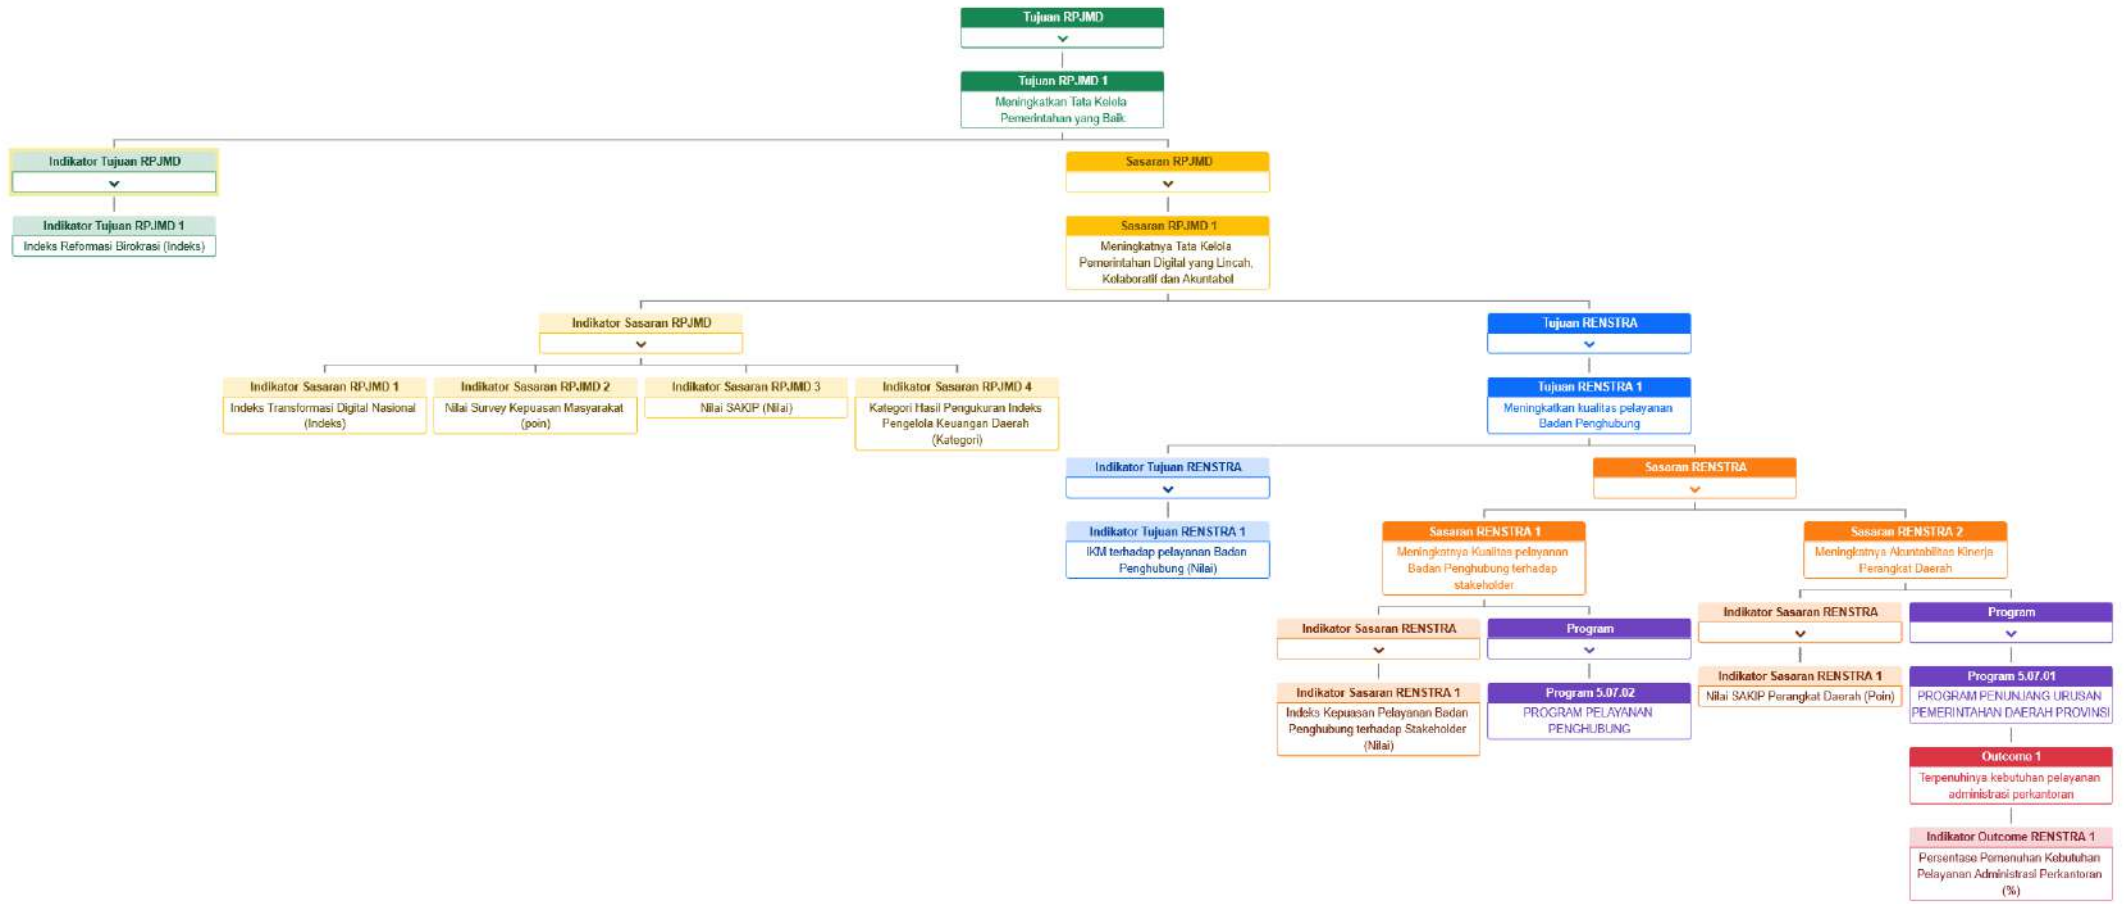 Tujuan RPJMD
Tujuan RPJMD 1
Meningkatkan Tata Kelola
Pemerintahan yang Baik
Indikator Tujuan RPJMD
Indikator Tujuan RPJMD 1
Indeks Reformasi Birokrasi (Indeks)
Sasaran RPJMD
Sasaran RPJMD 1
Meningkatnya Tata Kelola
Pemerintahan Digital yang Lincah,
Kolaboratif dan Akuntabel
Indikator Sasaran RPJMD
Indikator Sasaran RPJMD 1
Indeks Transformasi Digital Nasional
(Indeks)
Indikator Sasaran RPJMD 2
Nilai Survey Kepuasan Masyarakat
(poin)
Indikator Sasaran RPJMD 3
Nilai SAKIP (Nilai)
Indikator Sasaran RPJMD 4
Kategori Hasil Pengukuran Indeks
Pengelola Keuangan Daerah
(Kategori)
Tujuan RENSTRA
Tujuan RENSTRA 1
Meningkatkan kualitas pelayanan
Badan Penghubung
Indikator Tujuan RENSTRA
Indikator Tujuan RENSTRA 1
IKM terhadap pelayanan Badan
Penghubung (Nilai)
Sasaran RENSTRA
Sasaran RENSTRA 1
Meningkatnya Kualitas pelayanan
Badan Penghubung terhadap
stakeholder
Indikator Sasaran RENSTRA
Indikator Sasaran RENSTRA 1
Indeks Kepuasan Pelayanan Badan
Penghubung terhadap Stakeholder
(Nilai)
Program
Program 5.07.02
PROGRAM PELAYANAN
PENGHUBUNG
Sasaran RENSTRA 2
Meningkatnya Akuntabilitas Kinerja
Perangkat Daerah
Indikator Sasaran RENSTRA
Indikator Sasaran RENSTRA 1
Nilai SAKIP Perangkat Daerah (Poin)
Program
Program 5.07.01
PROGRAM PENUNJANG URUSAN
PEMERINTAHAN DAERAH PROVINSI
Outcome 1
Terpenuhinya kebutuhan pelayanan
administrasi perkantoran
Indikator Outcome RENSTRA 1
Persentase Pemenuhan Kebutuhan
Pelayanan Administrasi Perkantoran
(%)